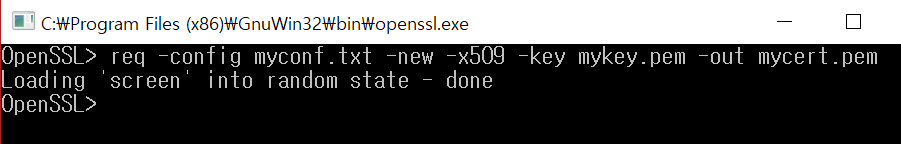 C:₩Program Files (x86)₩GnuWin32₩bin₩openssl.exe
OpenSSL> req -config myconf.txt -new -x509 -key mykey.pem -out mycert.pem
Loading 'screen' into random state - done
OpenSSL>